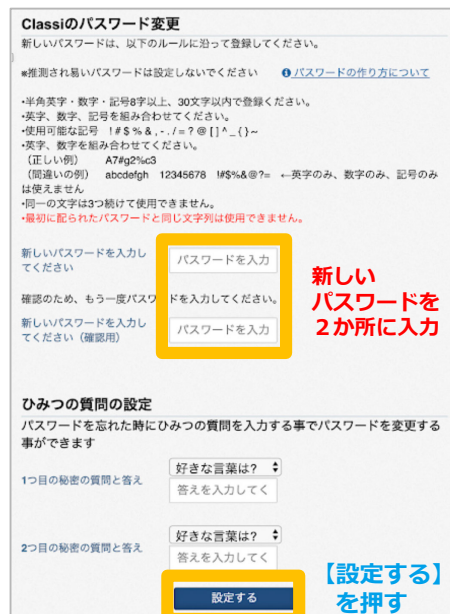 Classiのパスワード変更
新しいパスワードは、以下のルールに沿って登録してください。
※推測され易いパスワードは設定しないでください パスワードの作り方について
・半角英字・数字・記号8字以上、30文字以内で登録ください。
・英字、数字、記号を組み合わせてください。
・使用可能な記号 ! # $ % & , - . / = ? @ [ ] ^ _ { } ~
・英字、数字を組み合わせてください。
（正しい例） A7#g2%c3
（間違いの例） abcdefgh 12345678 !#$%&@?= ←英字のみ、数字のみ、記号のみ
は使えません
・同一の文字は3つ続けて使用できません。
・最初に配られたパスワードと同じ文字列は使用できません。
新しいパスワードを入力し
てください
パスワードを入力
新しい
パスワードを
２か所に入力
確認のため、もう一度パスワードを入力してください。
新しいパスワードを入力し
てください（確認用）
パスワードを入力
ひみつの質問の設定
パスワードを忘れた時にひみつの質問を入力する事でパスワードを変更する
事ができます
1つ目の秘密の質問と答え
好きな言葉は?
答えを入力してく
2つ目の秘密の質問と答え
好きな言葉は?
答えを入力してく
設定する
【設定する】
を押す